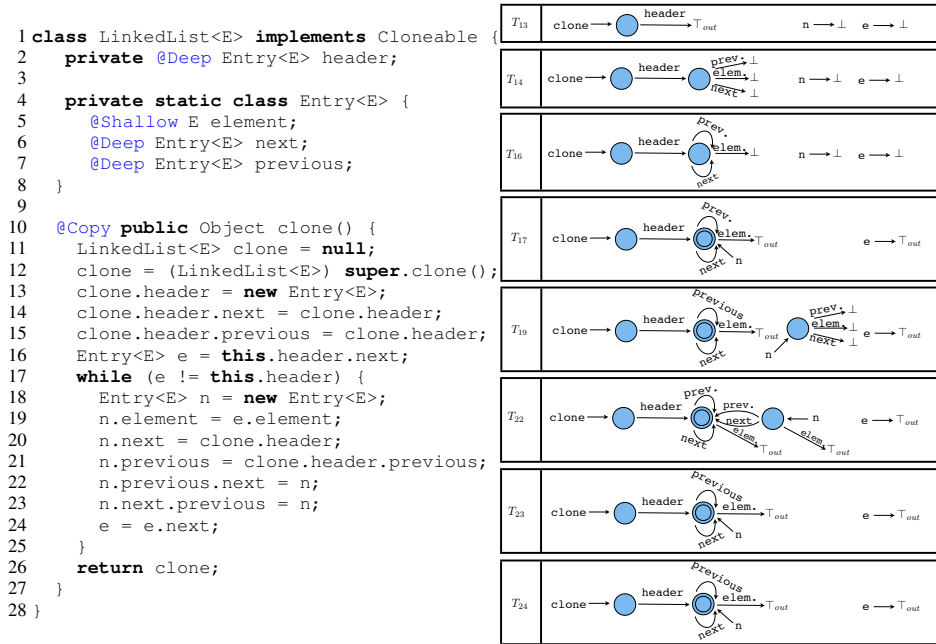 1 class LinkedList<E> implements Cloneable {
2 private @Deep Entry<E> header;
3
4 private static class Entry<E> {
5 @Shallow E element;
6 @Deep Entry<E> next;
7 @Deep Entry<E> previous;
8 }
9
10 @Copy public Object clone() {
11 LinkedList<E> clone = null;
12 clone = (LinkedList<E>) super.clone();
13 clone.header = new Entry<E>;
14 clone.header.next = clone.header;
15 clone.header.previous = clone.header;
16 Entry<E> e = this.header.next;
17 while (e != this.header) {
18 Entry<E> n = new Entry<E>;
19 n.element = e.element;
20 n.next = clone.header;
21 n.previous = clone.header.previous;
22 n.previous.next = n;
23 n.next.previous = n;
24 e = e.next;
25 }
26 return clone;
27 }
28 }
T13 clone header ⊤out n ⊥ e ⊥
T14 clone header prev. ⊥ elem. ⊥ next ⊥ n ⊥ e ⊥
T16 clone header prev. elem. ⊥ next n ⊥ e ⊥
T17 clone header prev. elem. ⊤out next n e ⊤out
T19 clone header previous elem. ⊤out next n prev. ⊥ elem. ⊥ next ⊥ e ⊤out
T22 clone header prev. next elem. ⊤out prev. next elem. ⊤out n e ⊤out
T23 clone header previous elem. ⊤out next n e ⊤out
T24 clone header previous elem. ⊤out next n e ⊤out